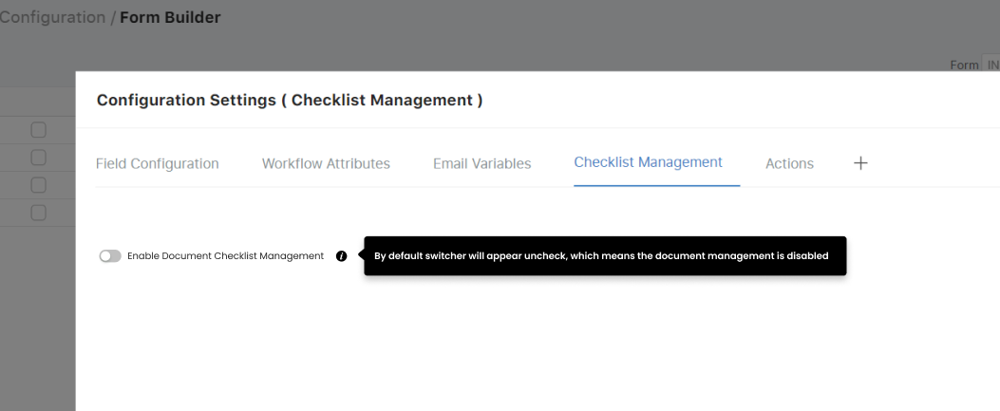 Configuration / Form Builder
Form IN
Configuration Settings ( Checklist Management )
Field Configuration Workflow Attributes Email Variables Checklist Management Actions +
Enable Document Checklist Management i By default switcher will appear uncheck, which means the document management is disabled